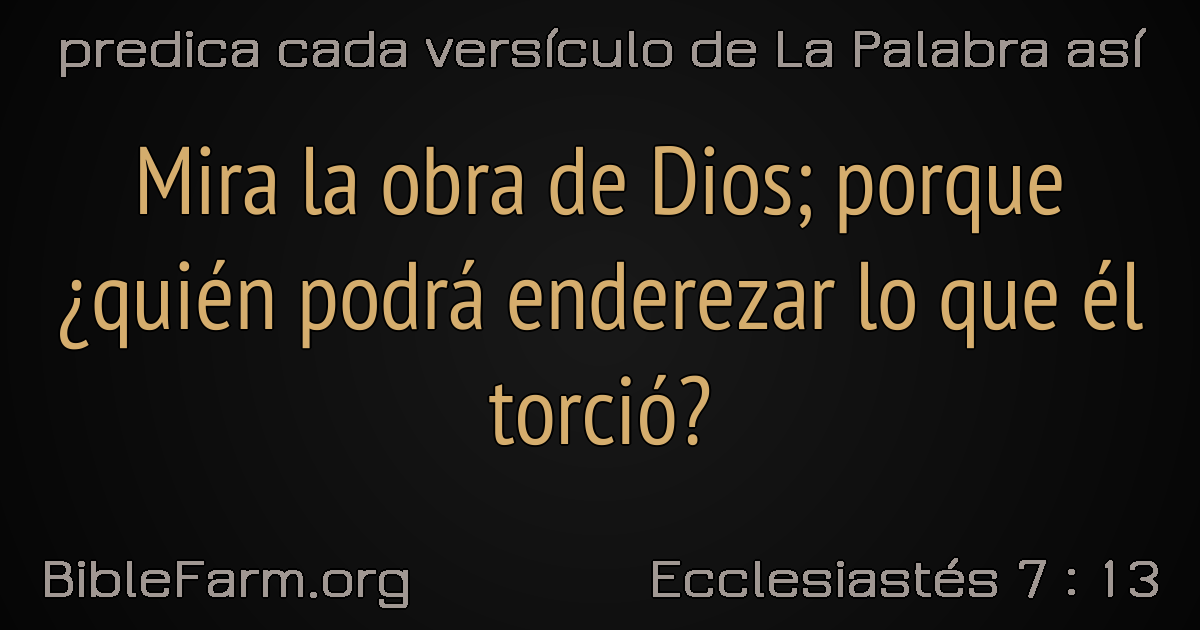 predica cada versículo de La Palabra así
Mira la obra de Dios; porque
¿quién podrá enderezar lo que él
torció?
BibleFarm.org
Ecclesiastés 7 : 13